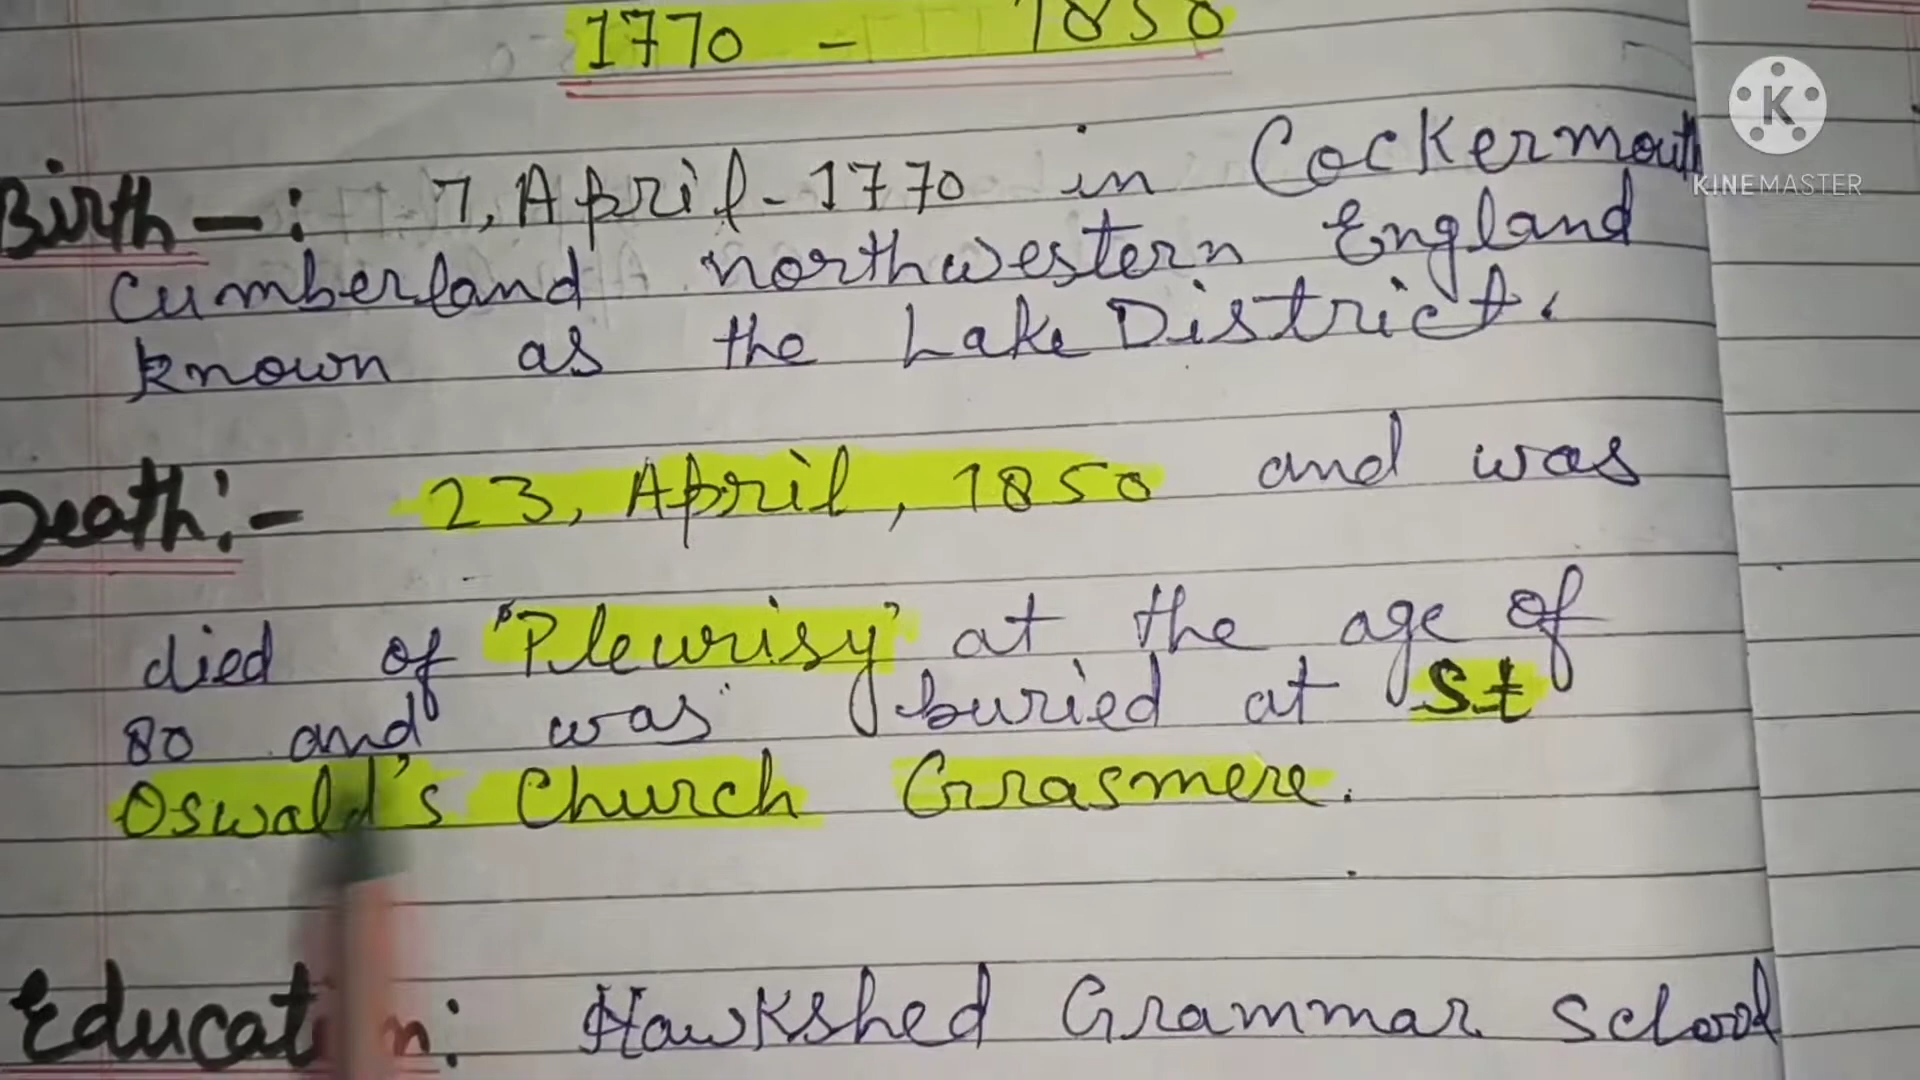 1770 - 1850
Birth -: 7, April - 1770 in Cockermouth
Cumberland northwestern England
known as the Lake District.
Death:- 23, April, 1850 and was
died of "Pleurisy" at the age of
80 and was buried at St
Oswald's Church Grasmere.
Education: Hawkshed Grammar School
K
KINEMASTER